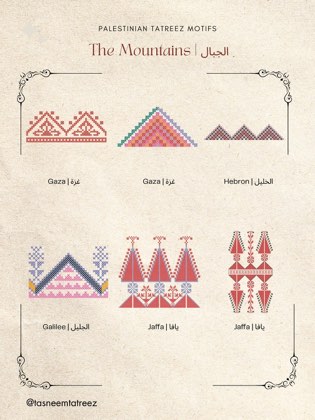 PALESTINIAN TATREEZ MOTIFS
The Mountains | الجبال
Gaza | غزة
Gaza | غزة
Hebron | الخليل
Galilee | الجليل
Jaffa | يافا
Jaffa | يافا
@tasneemtatreez